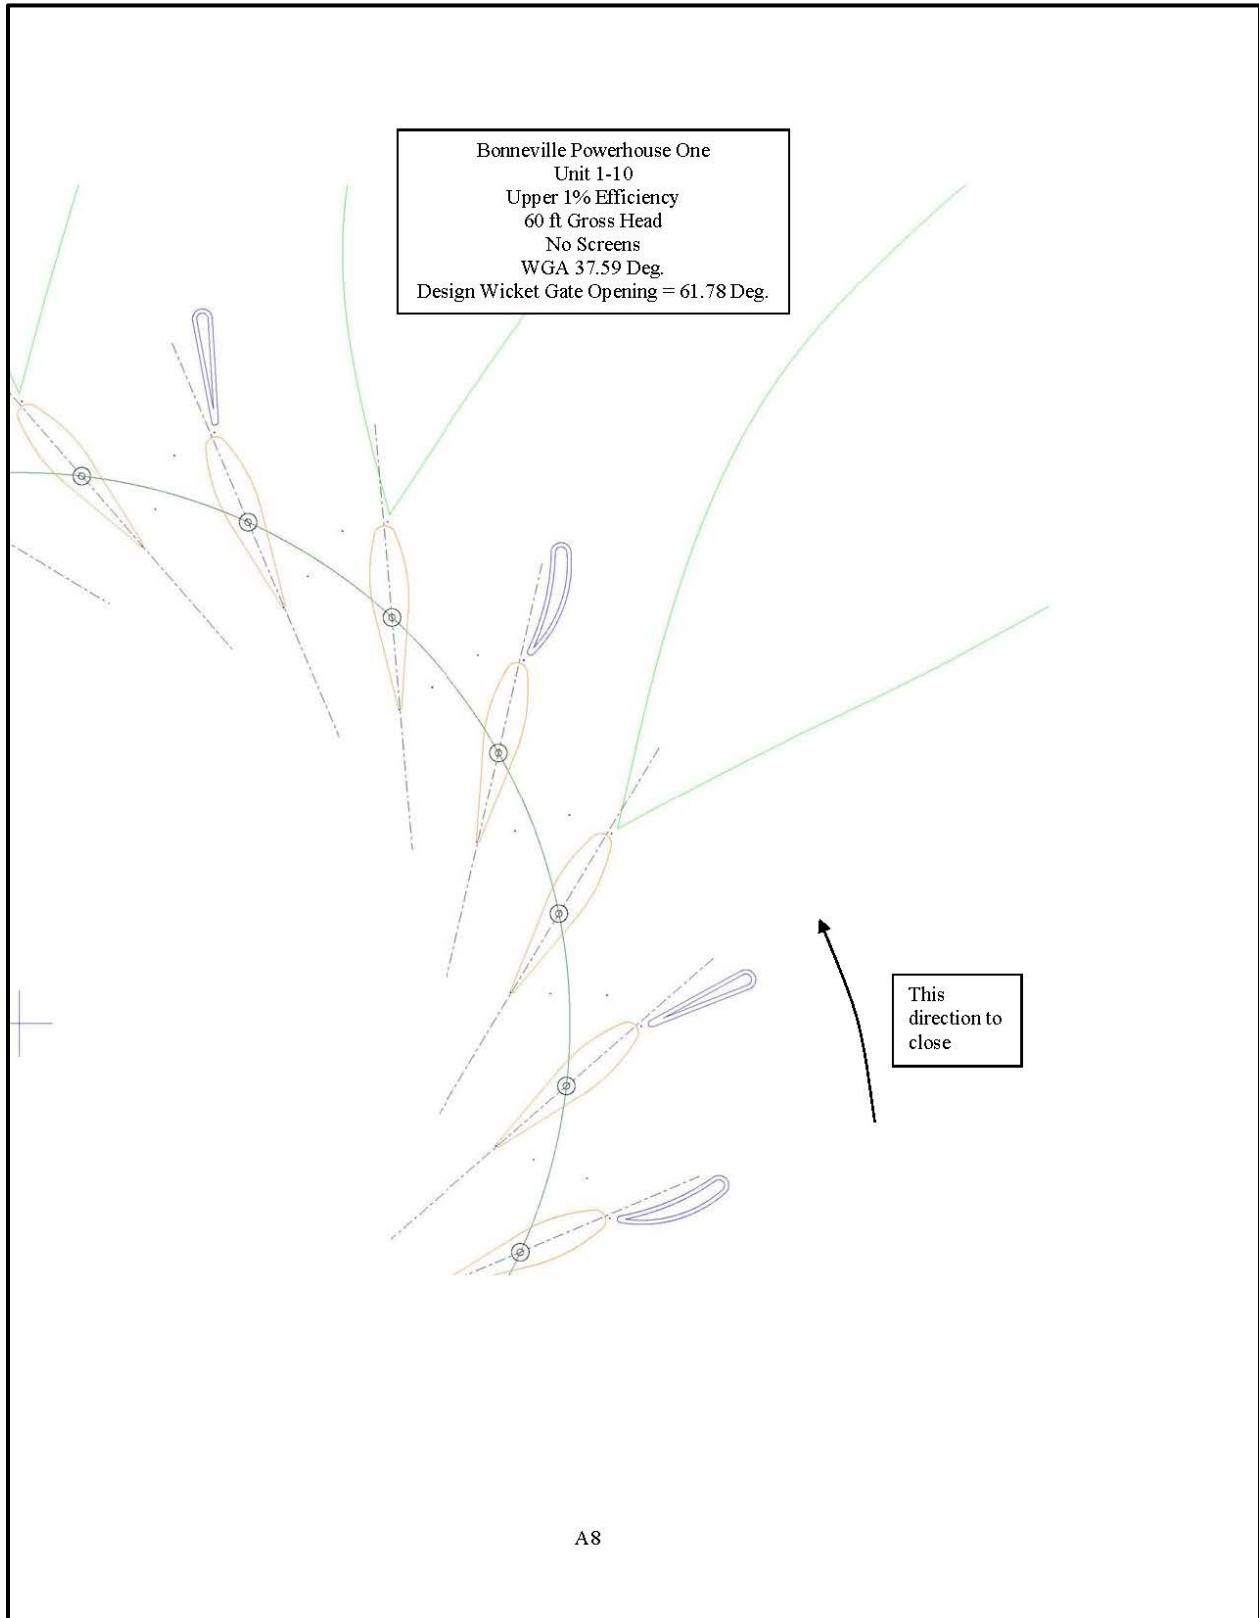 Bonneville Powerhouse One
Unit 1-10
Upper 1% Efficiency
60 ft Gross Head
No Screens
WGA 37.59 Deg.
Design Wicket Gate Opening = 61.78 Deg.
This
direction to
close
A8